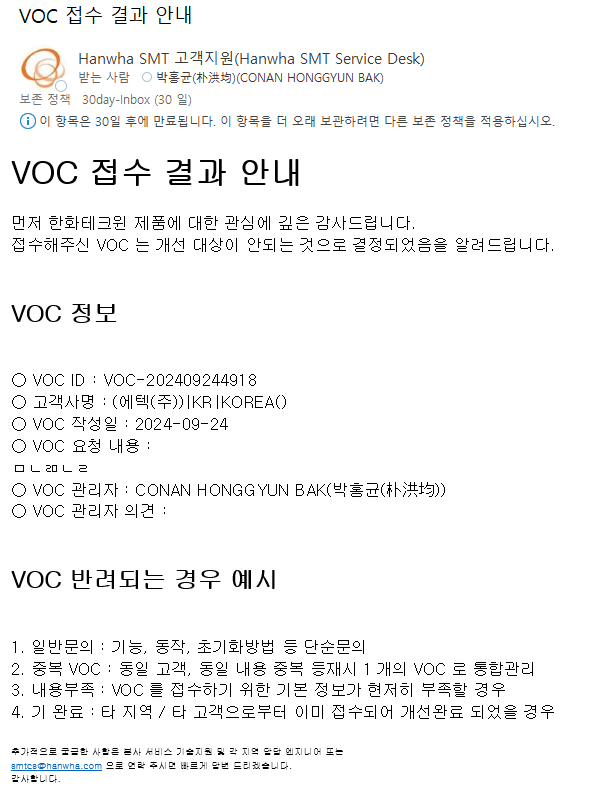 VOC 접수 결과 안내
Hanwha SMT 고객지원(Hanwha SMT Service Desk)
받는 사람 박홍균(朴洪均)(CONAN HONGGYUN BAK)
보존 정책 30day-Inbox (30 일)
이 항목은 30일 후에 만료됩니다. 이 항목을 더 오래 보관하려면 다른 보존 정책을 적용하십시오.
VOC 접수 결과 안내
먼저 한화테크윈 제품에 대한 관심에 깊은 감사드립니다.
접수해주신 VOC 는 개선 대상이 안되는 것으로 결정되었음을 알려드립니다.
VOC 정보
○ VOC ID : VOC-202409244918
○ 고객사명 : (에텍(주))|KR|KOREA()
○ VOC 작성일 : 2024-09-24
○ VOC 요청 내용 :
○ VOC 관리자 : CONAN HONGGYUN BAK(박홍균(朴洪均))
○ VOC 관리자 의견 :
VOC 반려되는 경우 예시
1. 일반문의 : 기능, 동작, 초기화방법 등 단순문의
2. 중복 VOC : 동일 고객, 동일 내용 중복 등재시 1 개의 VOC 로 통합관리
3. 내용부족 : VOC 를 접수하기 위한 기본 정보가 현저히 부족할 경우
4. 기 완료 : 타 지역 / 타 고객으로부터 이미 접수되어 개선완료 되었을 경우
추가적으로 궁금한 사항은 본사 서비스 기술지원 및 각 지역 담당 엔지니어 또는
smtcs@hanwha.com 으로 연락 주시면 빠르게 답변 드리겠습니다.
감사합니다.